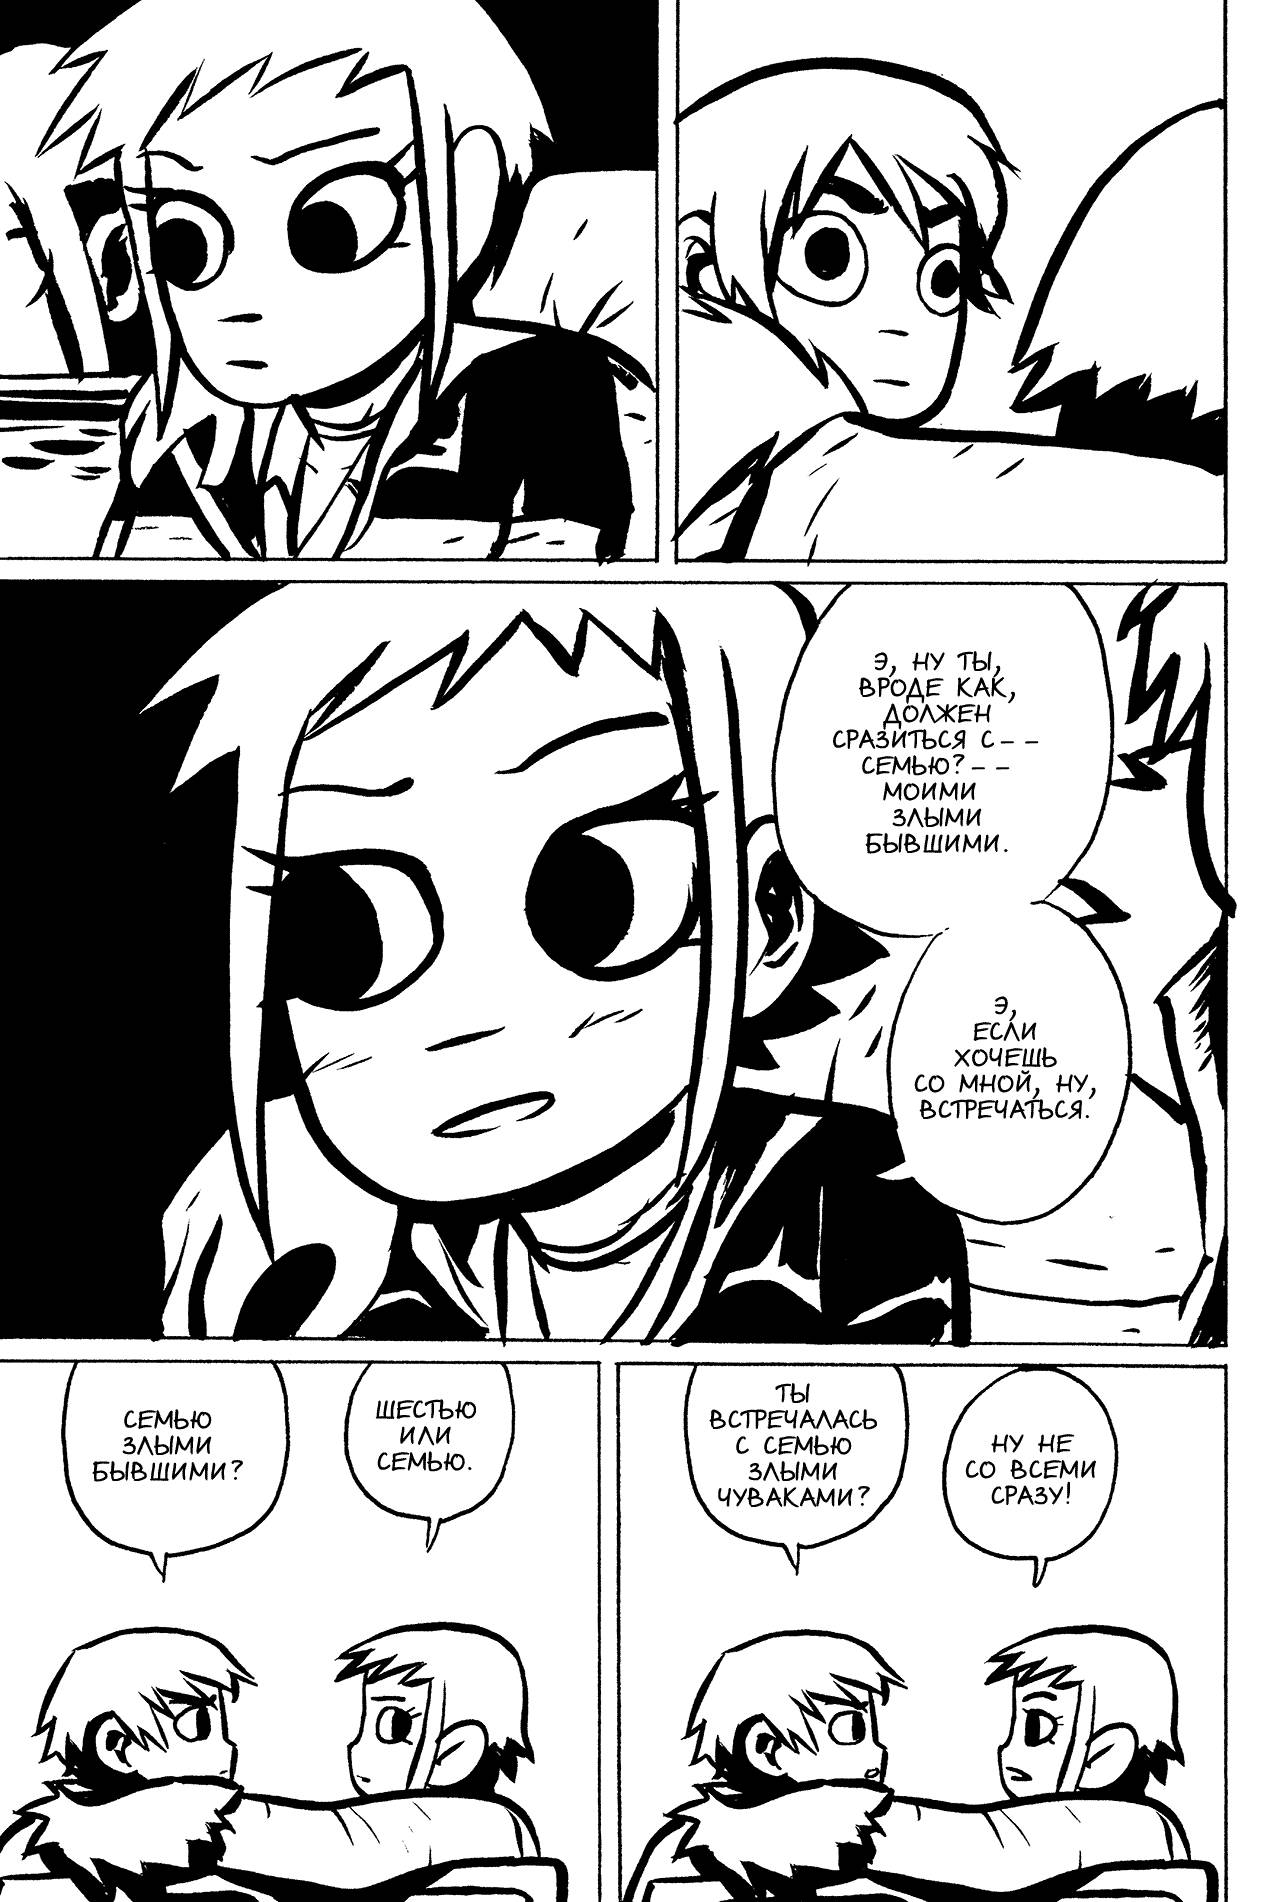 Э, НУ ТЫ,
ВРОДЕ КАК,
ДОЛЖЕН
СРАЗИТЬСЯ С--
СЕМЬЮ?--
МОИМИ
ЗЛЫМИ
БЫВШИМИ.
Э,
ЕСЛИ
ХОЧЕШЬ
СО МНОЙ, НУ,
ВСТРЕЧАТЬСЯ.
СЕМЬЮ
ЗЛЫМИ
БЫВШИМИ?
ШЕСТЬЮ
ИЛИ
СЕМЬЮ.
ТЫ
ВСТРЕЧАЛАСЬ
С СЕМЬЮ
ЗЛЫМИ
ЧУВАКАМИ?
НУ НЕ
СО ВСЕМИ
СРАЗУ!